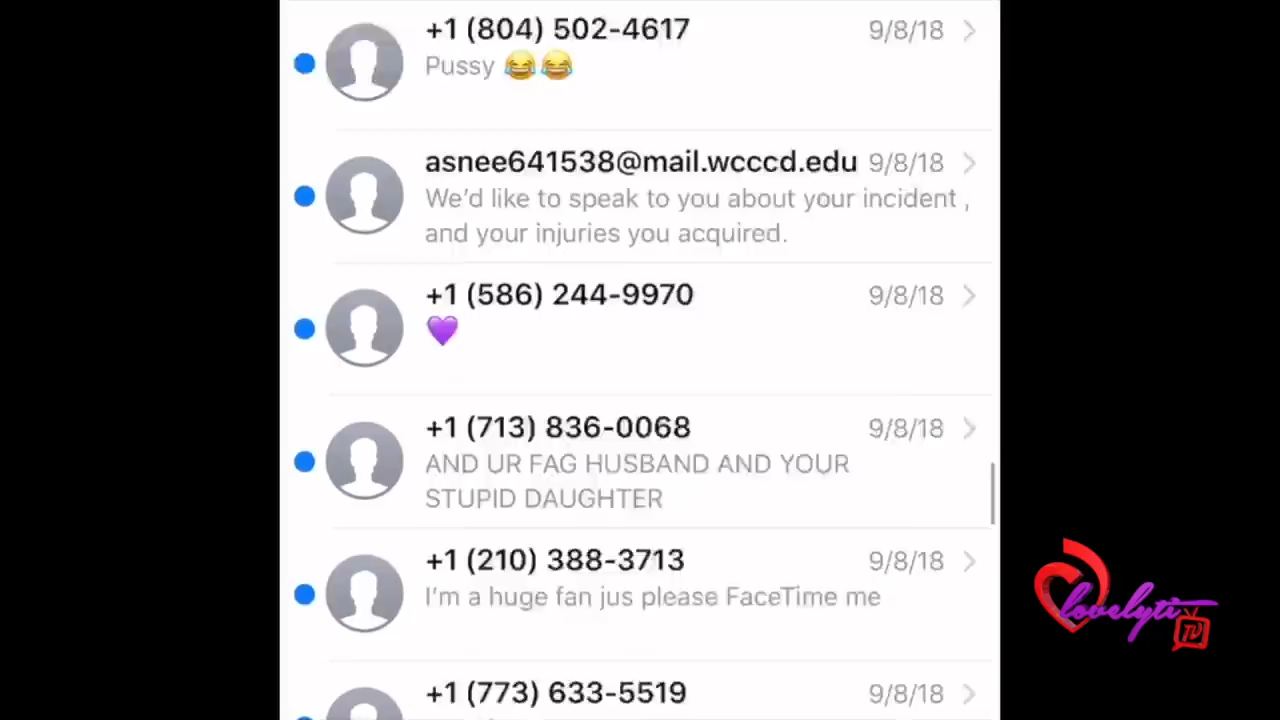 +1 (804) 502-4617 9/8/18
Pussy 😂😂
asnee641538@mail.wcccd.edu 9/8/18
We'd like to speak to you about your incident ,
and your injuries you acquired.
+1 (586) 244-9970 9/8/18
💜
+1 (713) 836-0068 9/8/18
AND UR FAG HUSBAND AND YOUR
STUPID DAUGHTER
+1 (210) 388-3713 9/8/18
I'm a huge fan jus please FaceTime me
+1 (773) 633-5519 9/8/18
lovelyti
TV